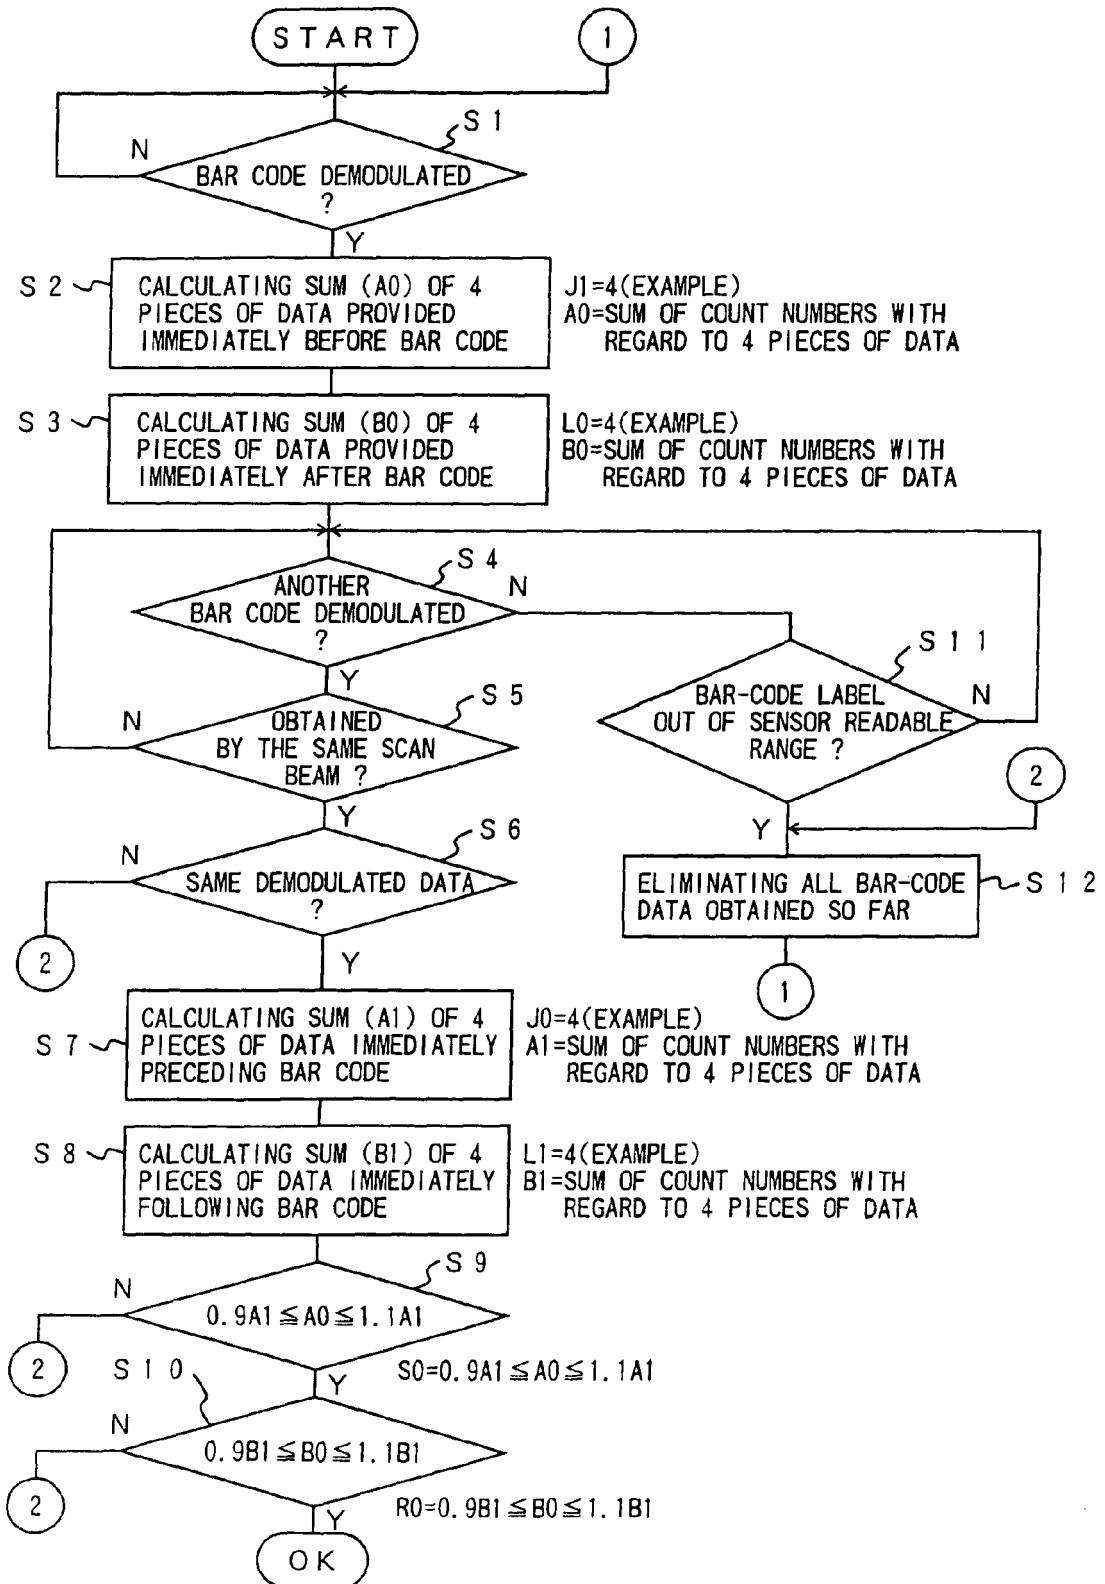 START
1
S1
N
BAR CODE DEMODULATED
?
Y
S2
CALCULATING SUM (A0) OF 4
PIECES OF DATA PROVIDED
IMMEDIATELY BEFORE BAR CODE
J1=4(EXAMPLE)
A0=SUM OF COUNT NUMBERS WITH
REGARD TO 4 PIECES OF DATA
S3
CALCULATING SUM (B0) OF 4
PIECES OF DATA PROVIDED
IMMEDIATELY AFTER BAR CODE
L0=4(EXAMPLE)
B0=SUM OF COUNT NUMBERS WITH
REGARD TO 4 PIECES OF DATA
S4
ANOTHER
BAR CODE DEMODULATED
?
N
Y
S11
BAR-CODE LABEL
OUT OF SENSOR READABLE
RANGE ?
N
Y
2
S5
N
OBTAINED
BY THE SAME SCAN
BEAM ?
Y
S6
N
SAME DEMODULATED DATA
?
2
Y
ELIMINATING ALL BAR-CODE
DATA OBTAINED SO FAR
S12
1
S7
CALCULATING SUM (A1) OF 4
PIECES OF DATA IMMEDIATELY
PRECEDING BAR CODE
J0=4(EXAMPLE)
A1=SUM OF COUNT NUMBERS WITH
REGARD TO 4 PIECES OF DATA
S8
CALCULATING SUM (B1) OF 4
PIECES OF DATA IMMEDIATELY
FOLLOWING BAR CODE
L1=4(EXAMPLE)
B1=SUM OF COUNT NUMBERS WITH
REGARD TO 4 PIECES OF DATA
S9
N
0.9A1≦A0≦1.1A1
2
Y
S0=0.9A1≦A0≦1.1A1
S10
N
0.9B1≦B0≦1.1B1
2
Y
R0=0.9B1≦B0≦1.1B1
OK